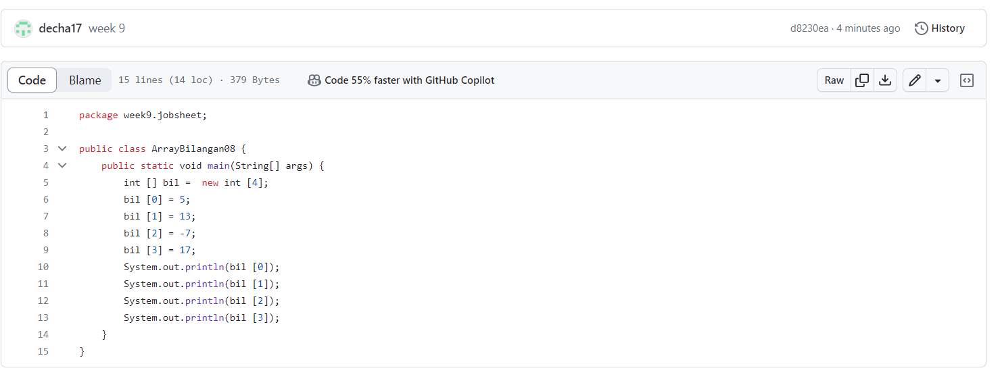 decha17 week 9 d8230ea · 4 minutes ago History
Code Blame 15 lines (14 loc) · 379 Bytes Code 55% faster with GitHub Copilot Raw
1 package week9.jobsheet;
2
3 public class ArrayBilangan08 {
4     public static void main(String[] args) {
5         int [] bil =  new int [4];
6         bil [0] = 5;
7         bil [1] = 13;
8         bil [2] = -7;
9         bil [3] = 17;
10         System.out.println(bil [0]);
11         System.out.println(bil [1]);
12         System.out.println(bil [2]);
13         System.out.println(bil [3]);
14     }
15 }